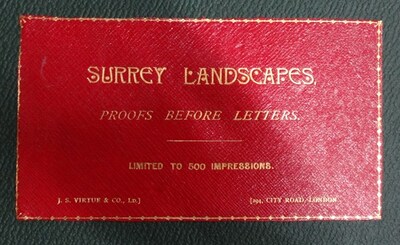 SURREY LANDSCAPES,
PROOFS BEFORE LETTERS.
LIMITED TO 500 IMPRESSIONS.
J. S. VIRTUE & CO., LD.] [294, CITY ROAD, LONDON